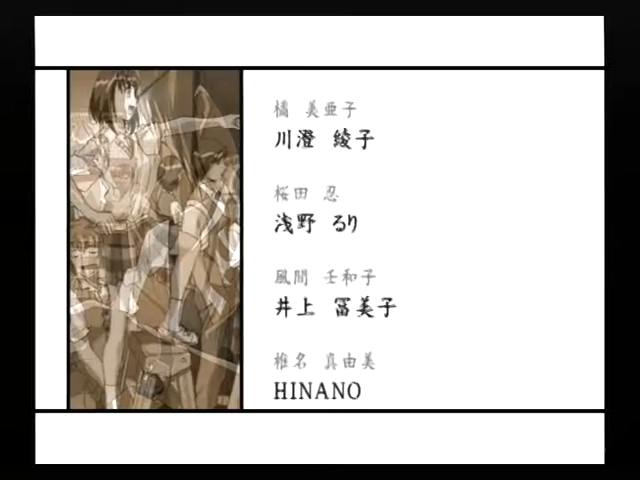 橘 美亜子
川澄 綾子
桜田 忍
浅野 るり
風間 壬和子
井上 冨美子
椎名 真由美
HINANO